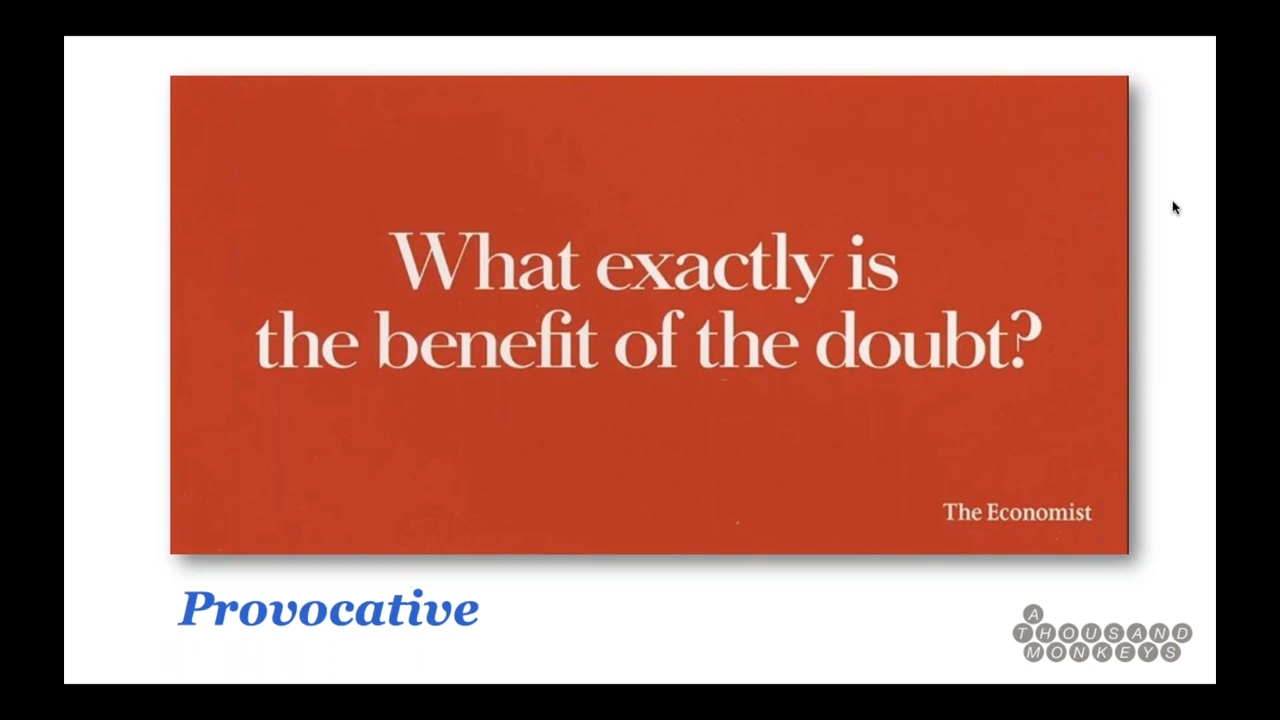 What exactly is
the benefit of the doubt?
The Economist
Provocative
A
THOUSAND
MONKEYS